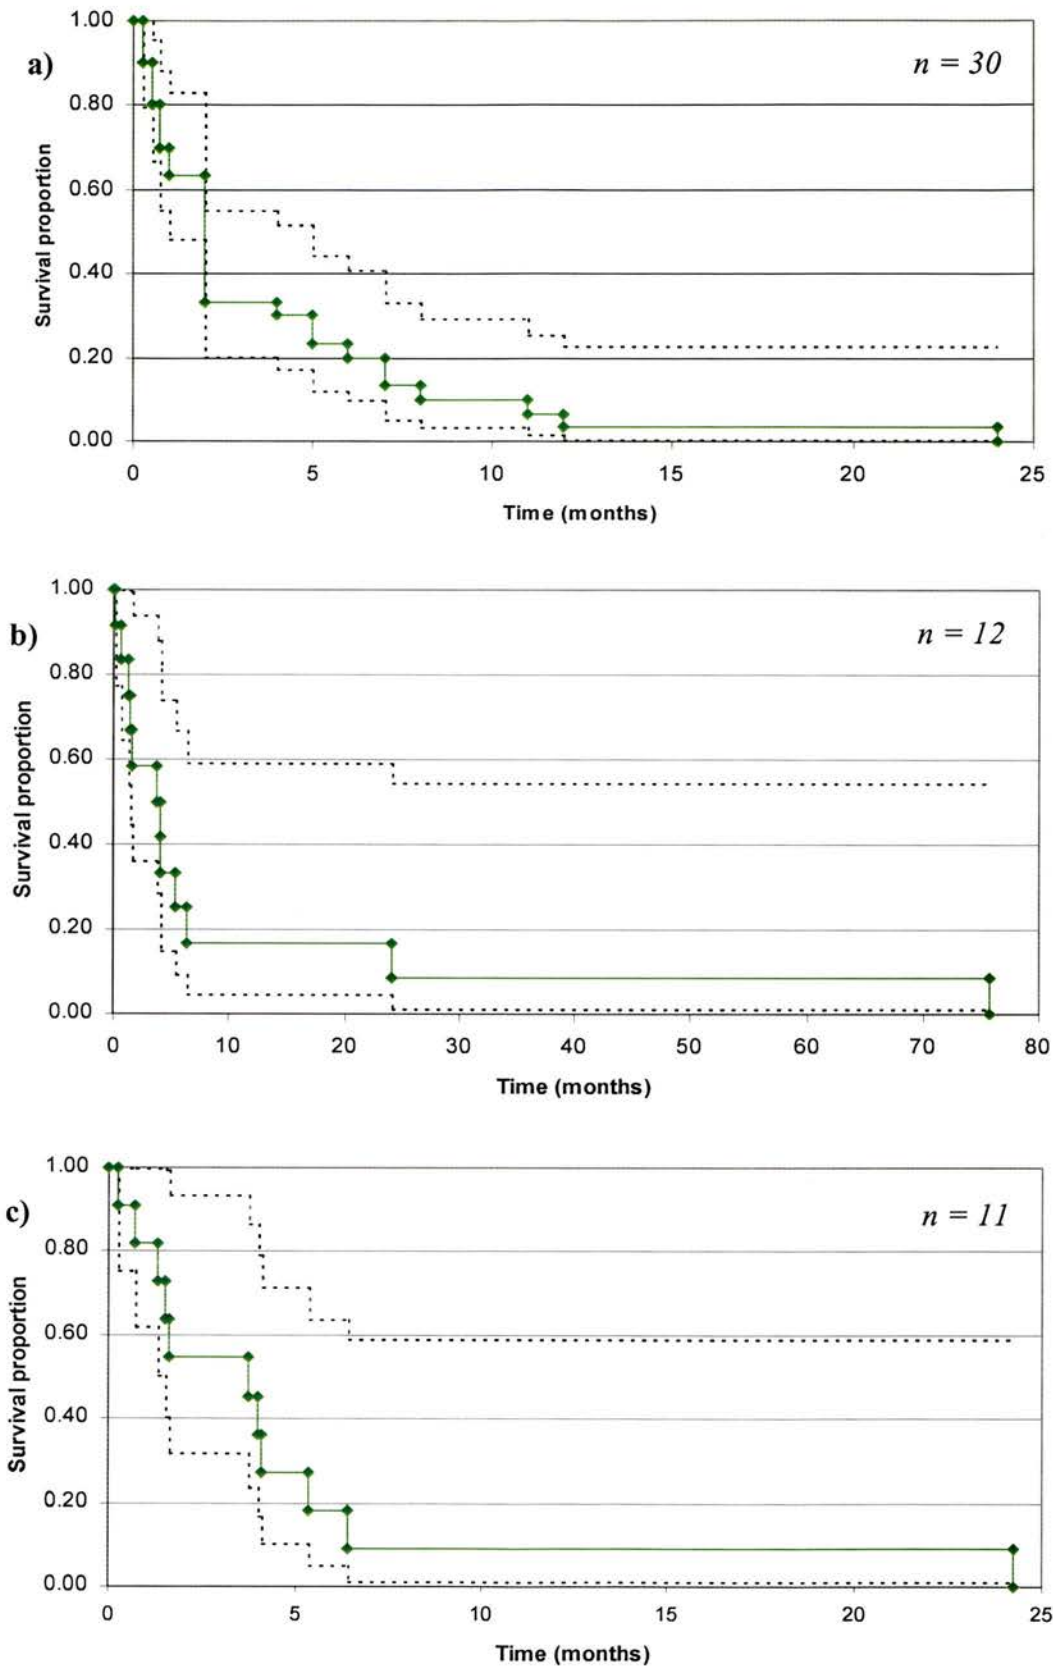 a)
n = 30
Survival proportion
1.00
0.80
0.60
0.40
0.20
0.00
0 5 10 15 20 25
Time (months)
b)
n = 12
Survival proportion
1.00
0.80
0.60
0.40
0.20
0.00
0 10 20 30 40 50 60 70 80
Time (months)
c)
n = 11
Survival proportion
1.00
0.80
0.60
0.40
0.20
0.00
0 5 10 15 20 25
Time (months)